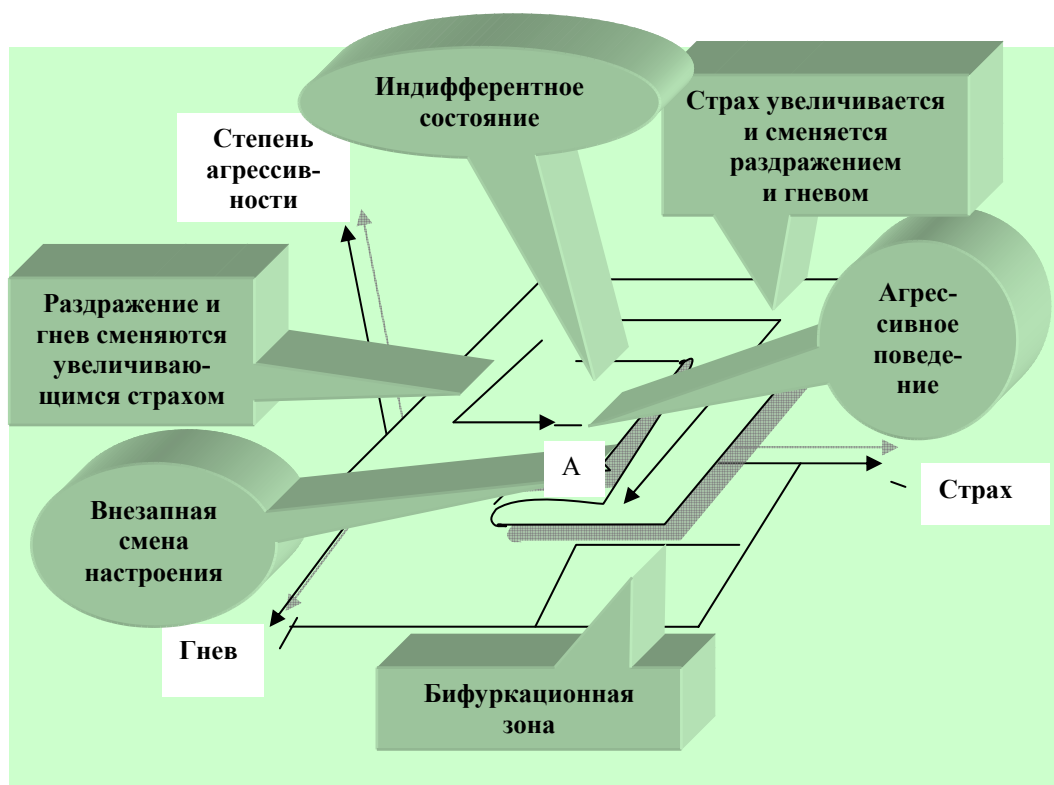 Индифферентное
состояние
Страх увеличивается
и сменяется
раздражением
и гневом
Степень
агрессив-
ности
Раздражение и
гнев сменяются
увеличиваю-
щимся страхом
Агрес-
сивное
поведе-
ние
А
Страх
Внезапная
смена
настроения
Гнев
Бифуркационная
зона